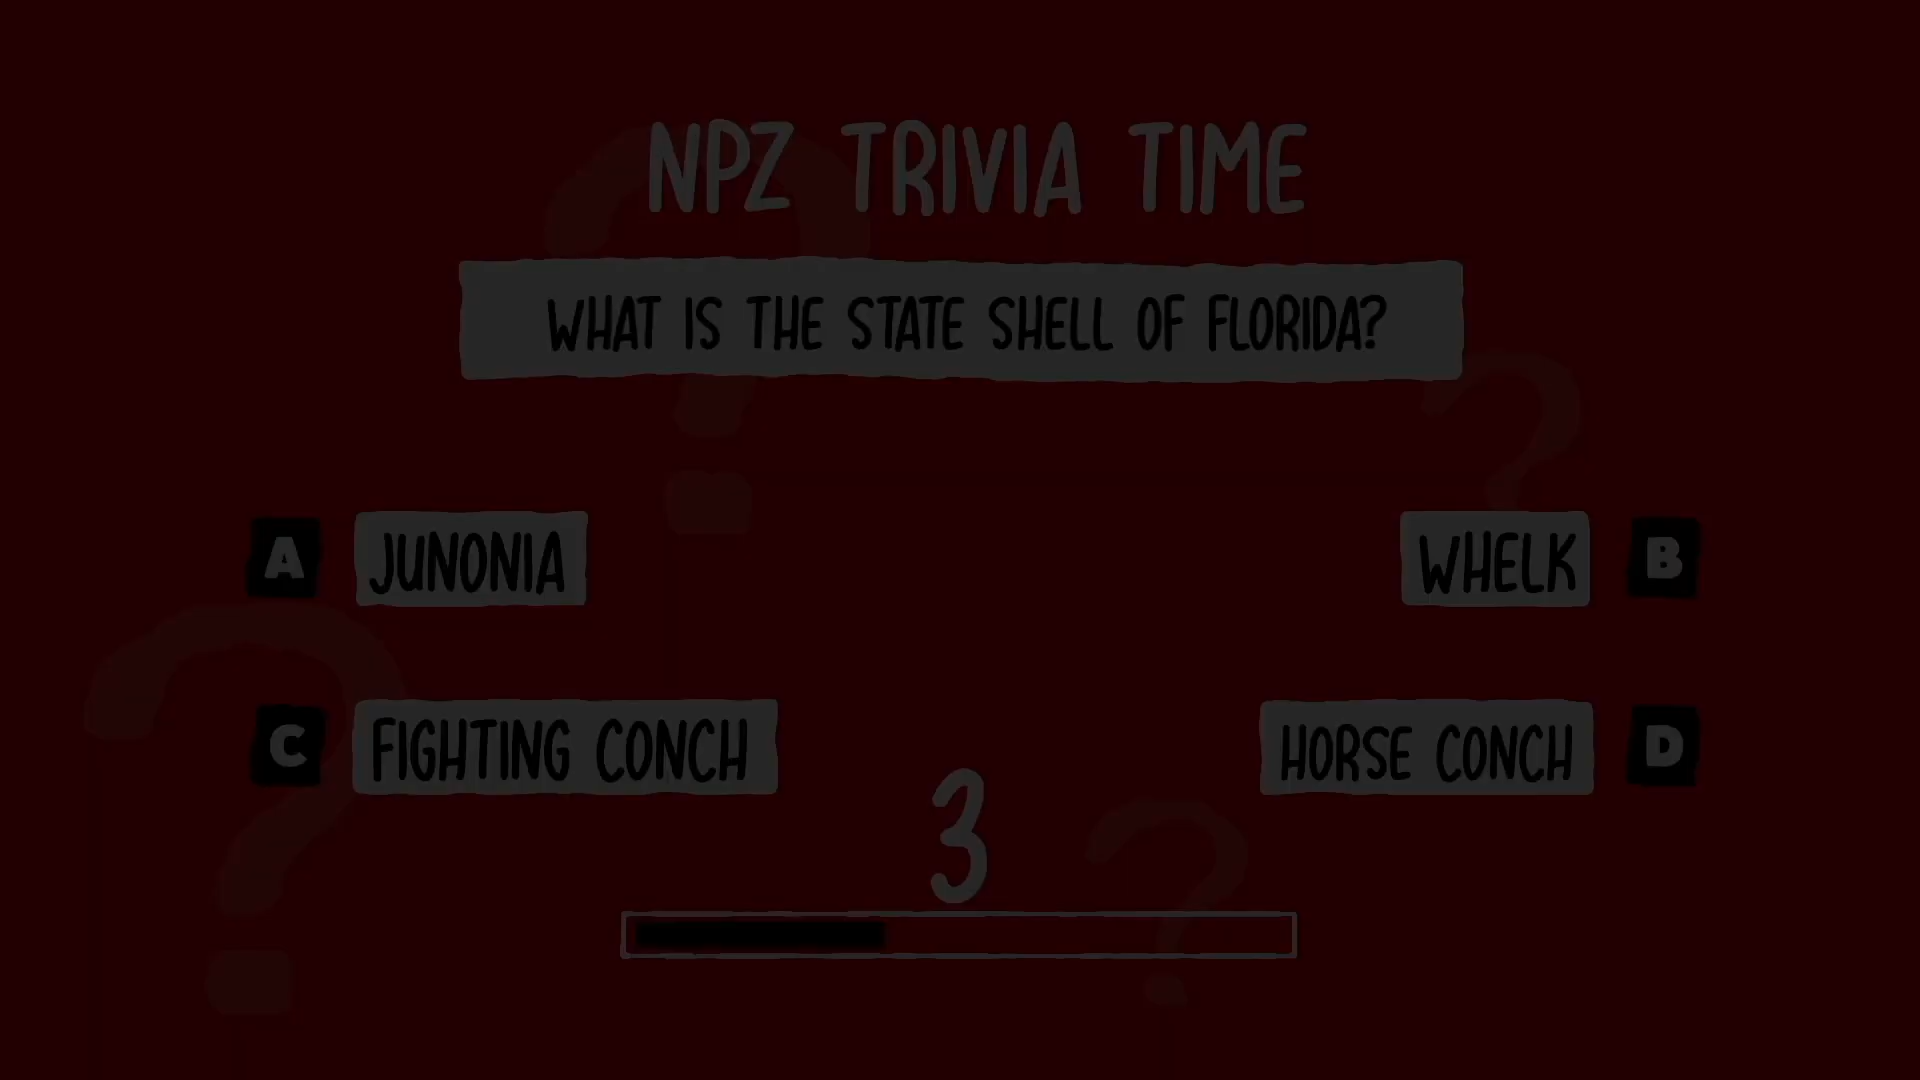 NPZ TRIVIA TIME
WHAT IS THE STATE SHELL OF FLORIDA?
A JUNONIA
WHELK B
C FIGHTING CONCH
HORSE CONCH D
3